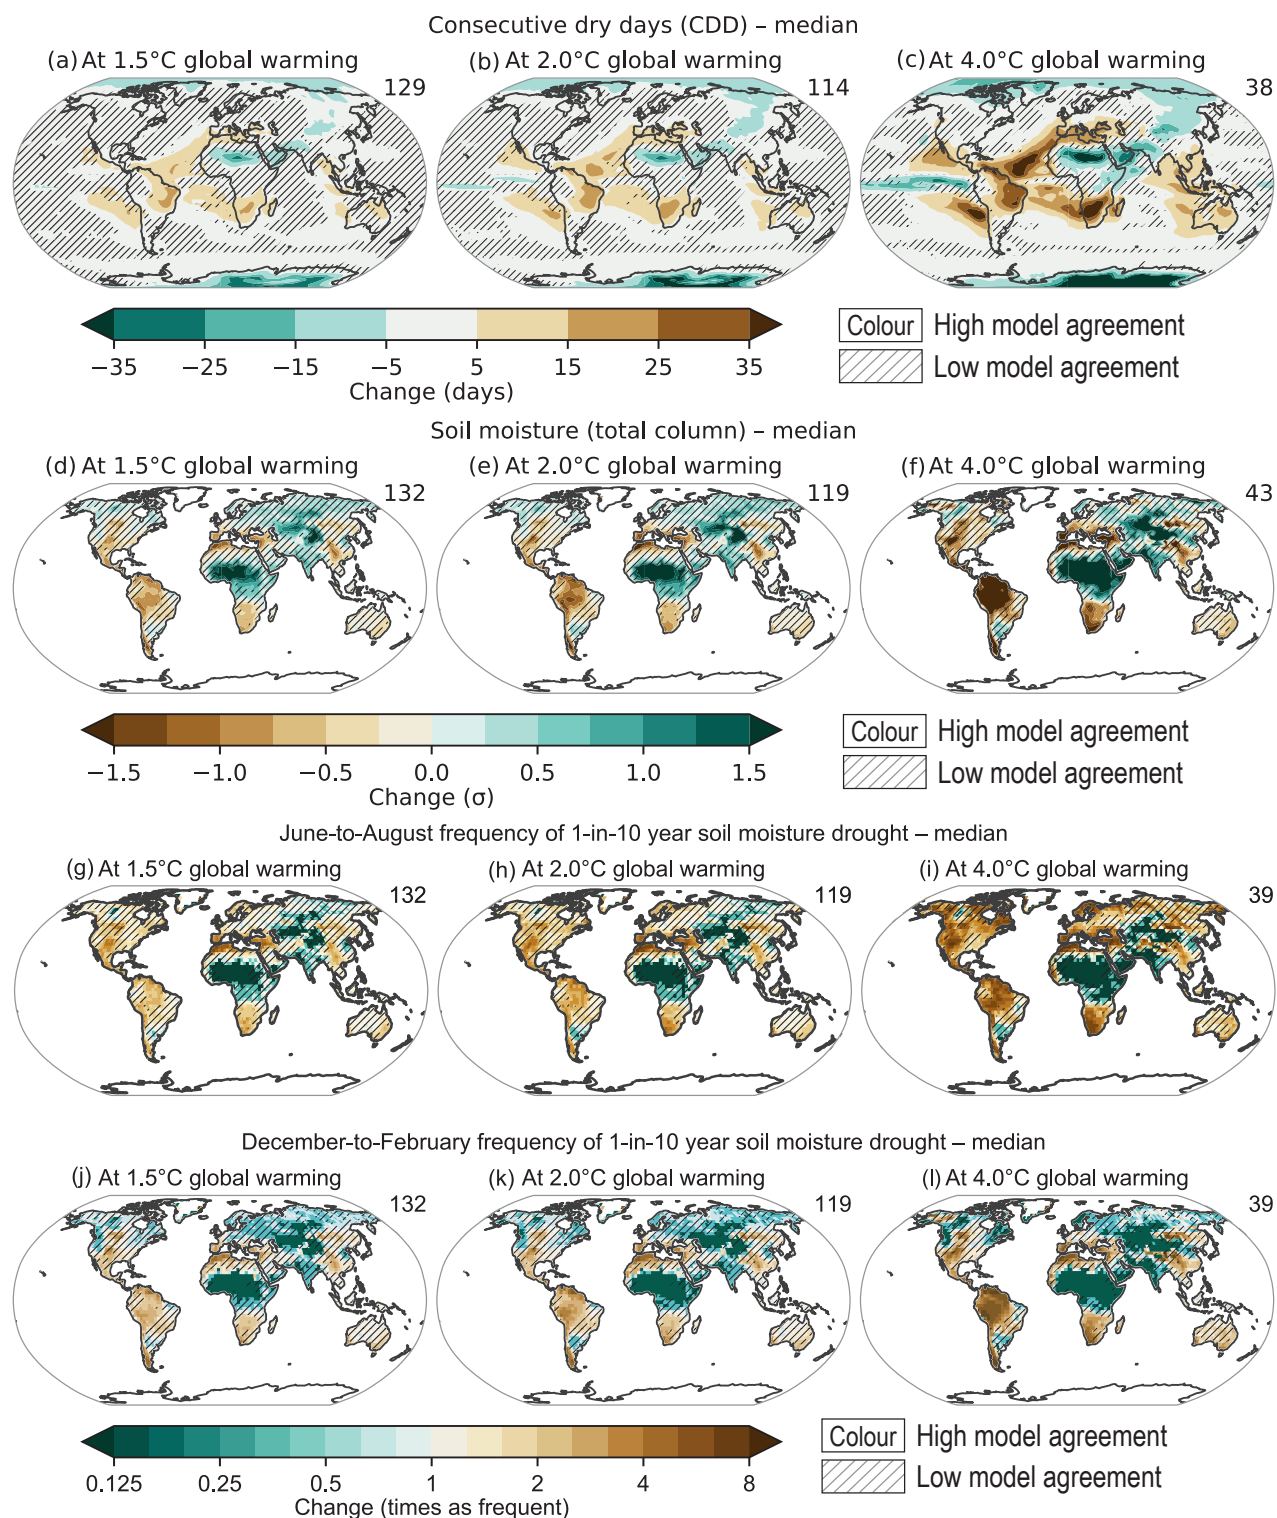 Consecutive dry days (CDD) – median
(a) At 1.5°C global warming
129
(b) At 2.0°C global warming
114
(c) At 4.0°C global warming
38
−35 −25 −15 −5 5 15 25 35
Change (days)
Colour High model agreement
Low model agreement
Soil moisture (total column) – median
(d) At 1.5°C global warming
132
(e) At 2.0°C global warming
119
(f) At 4.0°C global warming
43
−1.5 −1.0 −0.5 0.0 0.5 1.0 1.5
Change (σ)
Colour High model agreement
Low model agreement
June-to-August frequency of 1-in-10 year soil moisture drought – median
(g) At 1.5°C global warming
132
(h) At 2.0°C global warming
119
(i) At 4.0°C global warming
39
December-to-February frequency of 1-in-10 year soil moisture drought – median
(j) At 1.5°C global warming
132
(k) At 2.0°C global warming
119
(l) At 4.0°C global warming
39
0.125 0.25 0.5 1 2 4 8
Change (times as frequent)
Colour High model agreement
Low model agreement